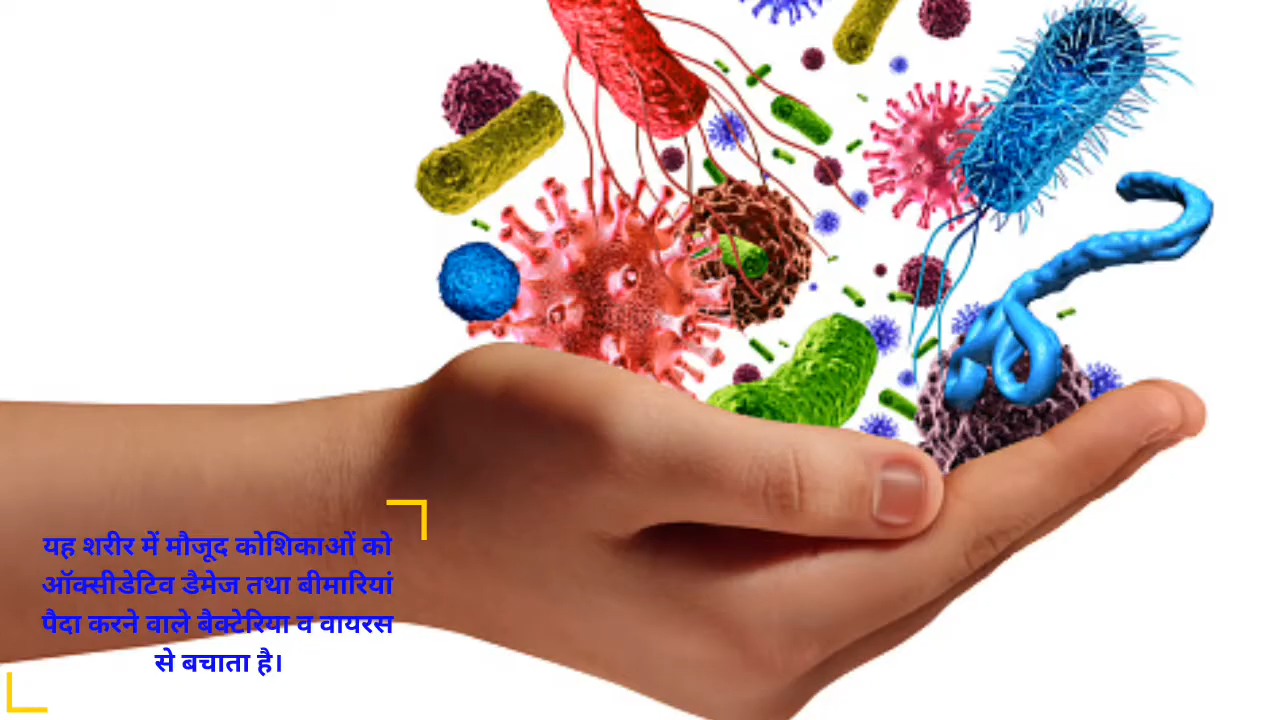 यह शरीर में मौजूद कोशिकाओं को
ऑक्सीडेटिव डैमेज तथा बीमारियां
पैदा करने वाले बैक्टेरिया व वायरस
से बचाता है।